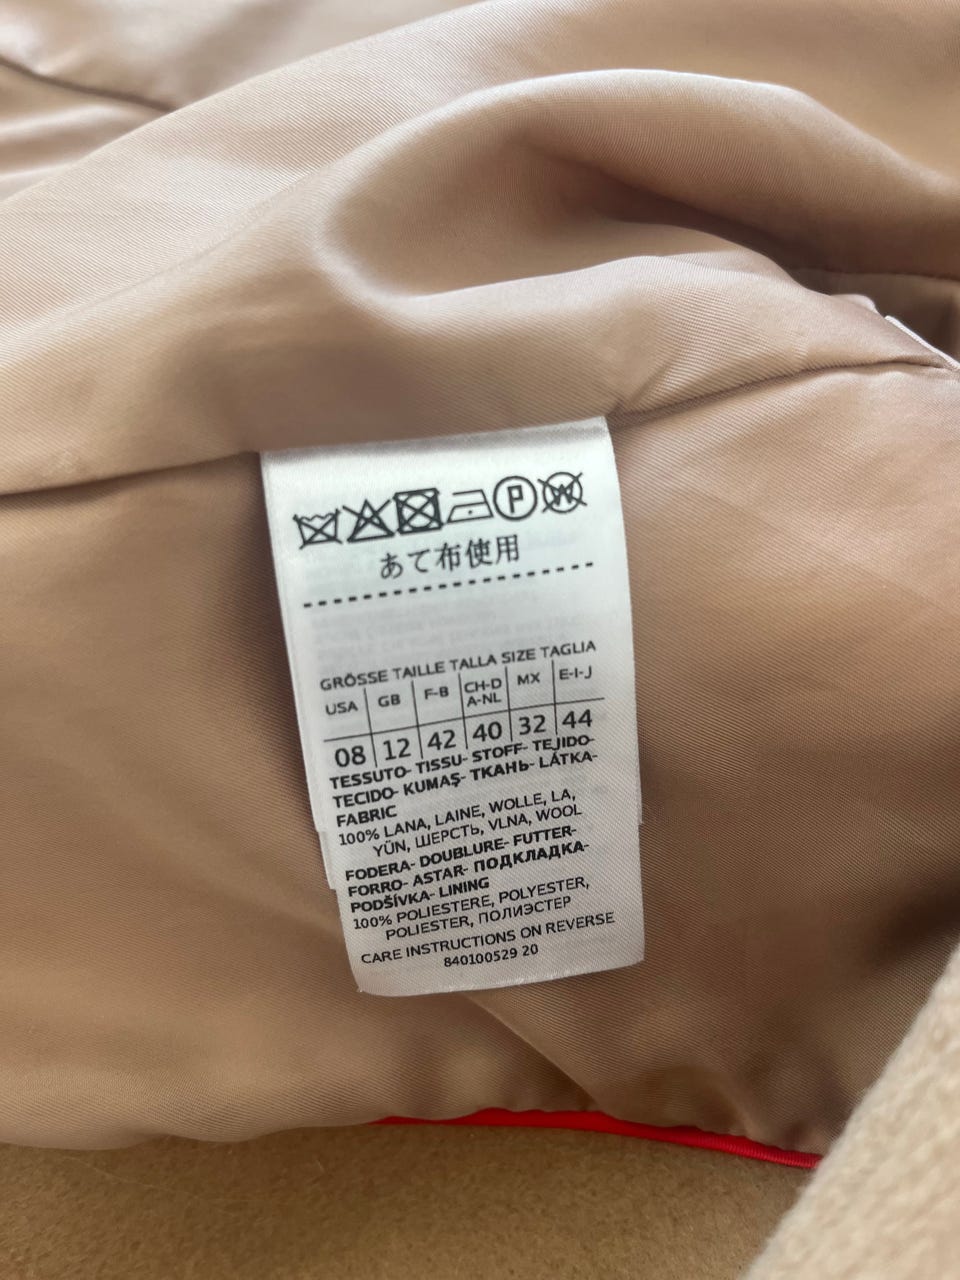 P W
あて布使用
GRÖSSE TAILLE TALLA SIZE TAGLIA
USA GB F-B CH-D A-NL MX E-I-J
08 12 42 40 32 44
TESSUTO- TISSU- STOFF- TEJIDO-
TECIDO- KUMAŞ- ТКАНЬ- LÁTKA-
FABRIC
100% LANA, LAINE, WOLLE, LA,
YÜN, ШЕРСТЬ, VLNA, WOOL
FODERA- DOUBLURE- FUTTER-
FORRO- ASTAR- ПОДКЛАДКА-
PODŠÍVKA- LINING
100% POLIESTERE, POLYESTER,
POLIESTER, ПОЛИЭСТЕР
CARE INSTRUCTIONS ON REVERSE
840100529 20